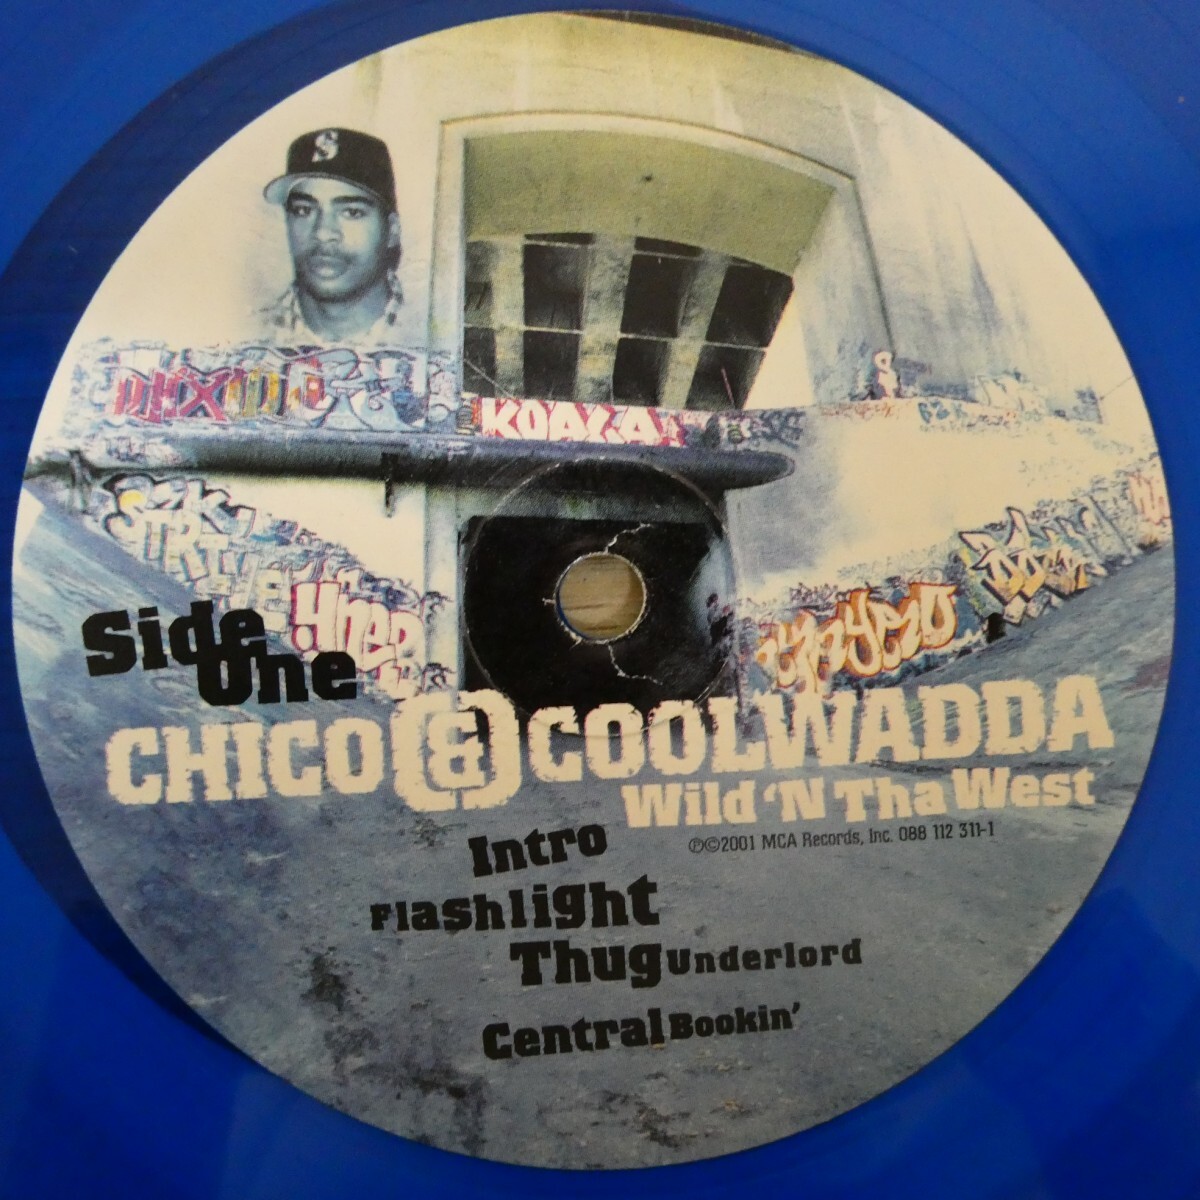 S
KOALA
Side
One
CHICO & COOLWADDA
Wild 'N Tha West
℗©2001 MCA Records, Inc. 088 112 311-1
Intro
Flashlight
Thug Underlord
Central Bookin'